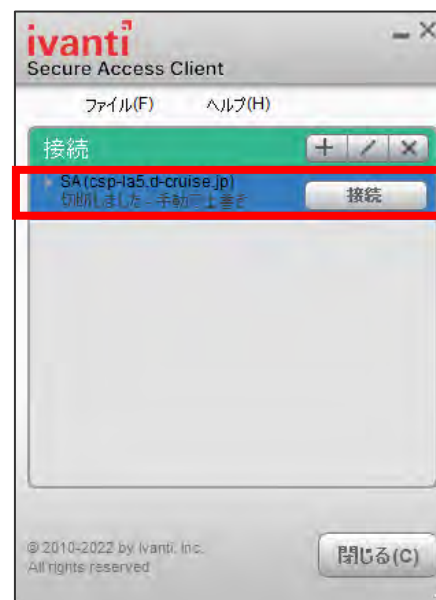 ivanti
Secure Access Client
ファイル(F) ヘルプ(H)
接続
SA (csp-la5.d-cruise.jp)
接続
切断しました - 手動で上書き
© 2010-2022 by Ivanti, Inc.
All rights reserved
閉じる(C)